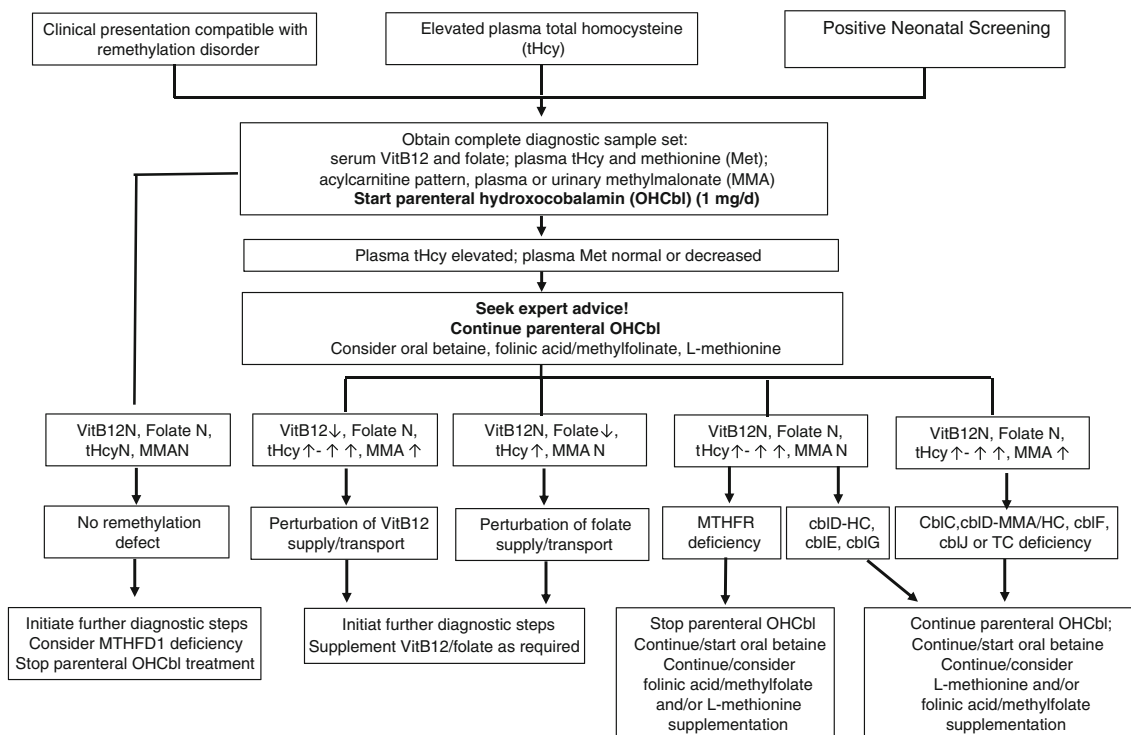 Clinical presentation compatible with
remethylation disorder
Elevated plasma total homocysteine
(tHcy)
Positive Neonatal Screening
Obtain complete diagnostic sample set:
serum VitB12 and folate; plasma tHcy and methionine (Met);
acylcarnitine pattern, plasma or urinary methylmalonate (MMA)
Start parenteral hydroxocobalamin (OHCbl) (1 mg/d)
Plasma tHcy elevated; plasma Met normal or decreased
Seek expert advice!
Continue parenteral OHCbl
Consider oral betaine, folinic acid/methylfolinate, L-methionine
VitB12N, Folate N,
tHcyN, MMAN
VitB12↓, Folate N,
tHcy↑- ↑ ↑, MMA ↑
VitB12N, Folate↓,
tHcy↑, MMA N
VitB12N, Folate N,
tHcy↑- ↑ ↑, MMA N
VitB12N, Folate N,
tHcy↑- ↑ ↑, MMA ↑
No remethylation
defect
Perturbation of VitB12
supply/transport
Perturbation of folate
supply/transport
MTHFR
deficiency
cblD-HC,
cblE, cblG
CblC,cblD-MMA/HC, cblF,
cblJ or TC deficiency
Initiate further diagnostic steps
Consider MTHFD1 deficiency
Stop parenteral OHCbl treatment
Initiat further diagnostic steps
Supplement VitB12/folate as required
Stop parenteral OHCbl
Continue/start oral betaine
Continue/consider
folinic acid/methylfolate
and/or L-methionine
supplementation
Continue parenteral OHCbl;
Continue/start oral betaine
Continue/consider
L-methionine and/or
folinic acid/methylfolate
supplementation